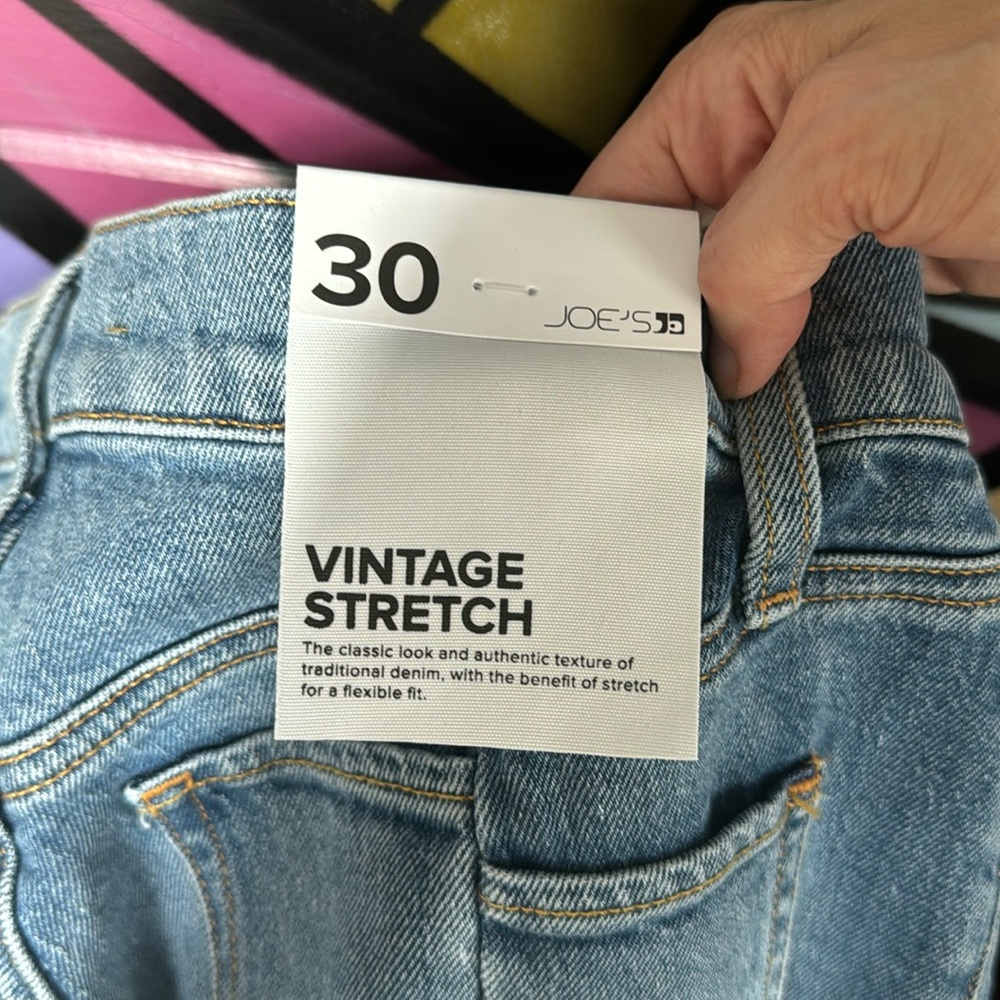 30
JOE'S
VINTAGE
STRETCH
The classic look and authentic texture of
traditional denim, with the benefit of stretch
for a flexible fit.